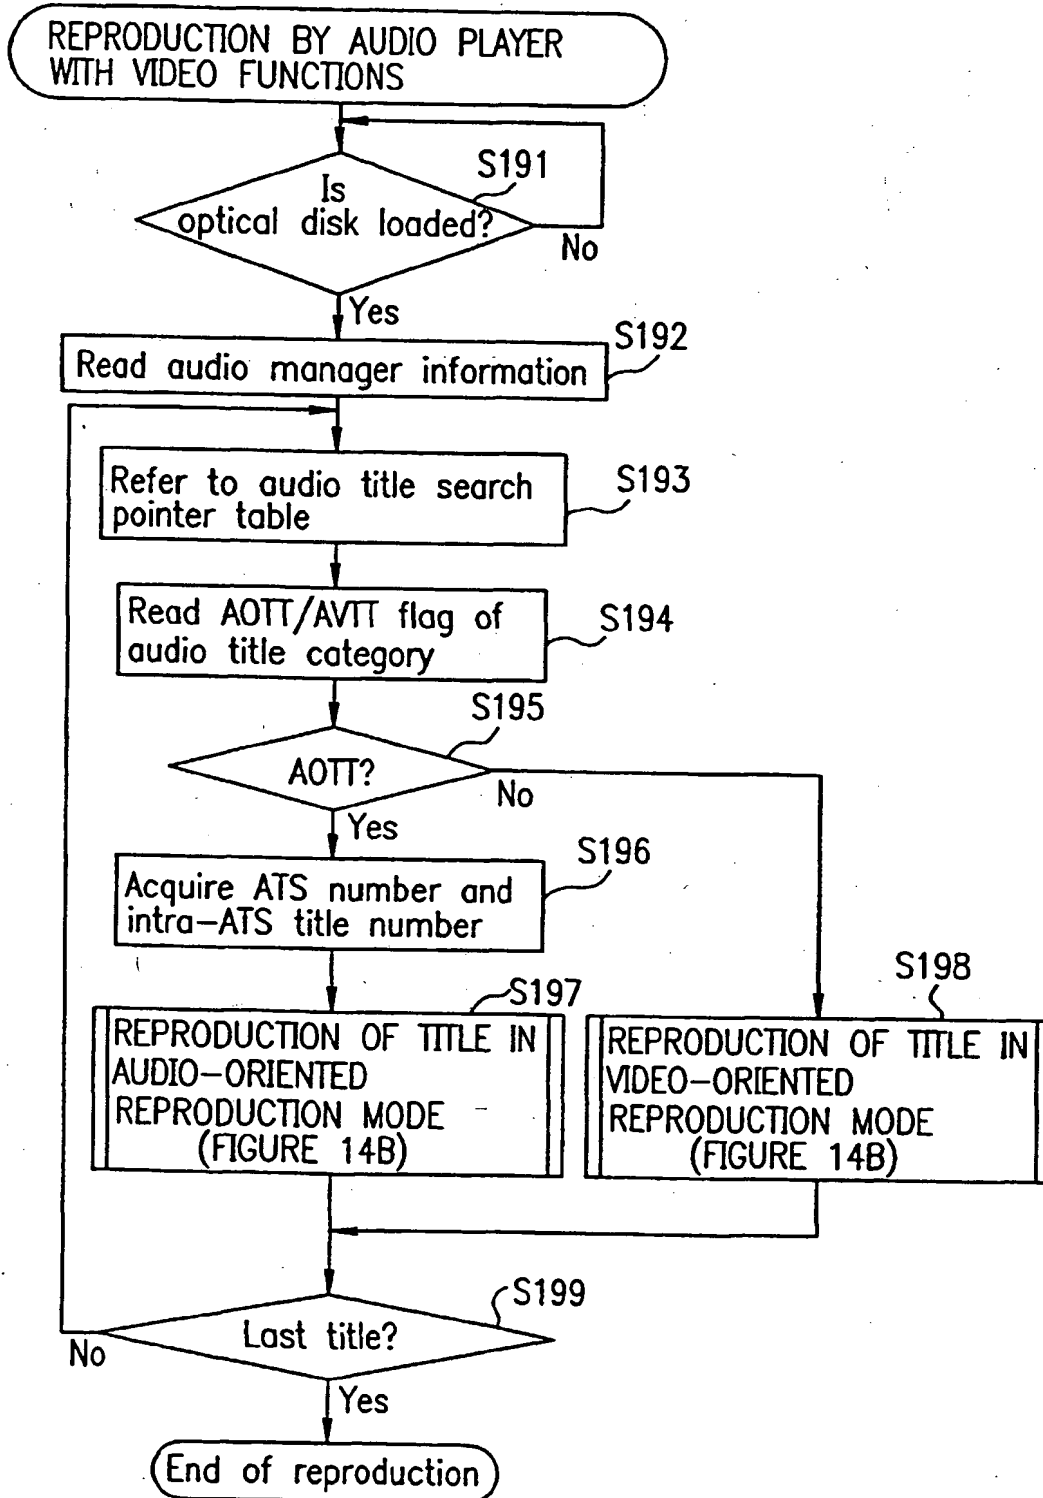 REPRODUCTION BY AUDIO PLAYER
WITH VIDEO FUNCTIONS
S191
Is
optical disk loaded?
No
Yes
S192
Read audio manager information
S193
Refer to audio title search
pointer table
S194
Read AOTT/AVTT flag of
audio title category
S195
AOTT?
No
Yes
S196
Acquire ATS number and
intra-ATS title number
S197
REPRODUCTION OF TITLE IN
AUDIO-ORIENTED
REPRODUCTION MODE
(FIGURE 14B)
S198
REPRODUCTION OF TITLE IN
VIDEO-ORIENTED
REPRODUCTION MODE
(FIGURE 14B)
S199
Last title?
No
Yes
End of reproduction